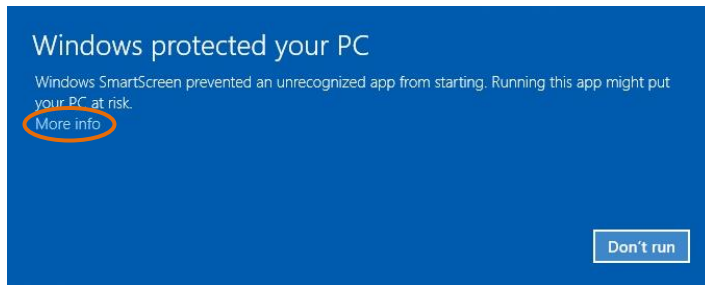 Windows protected your PC
Windows SmartScreen prevented an unrecognized app from starting. Running this app might put
your PC at risk.
More info
Don't run